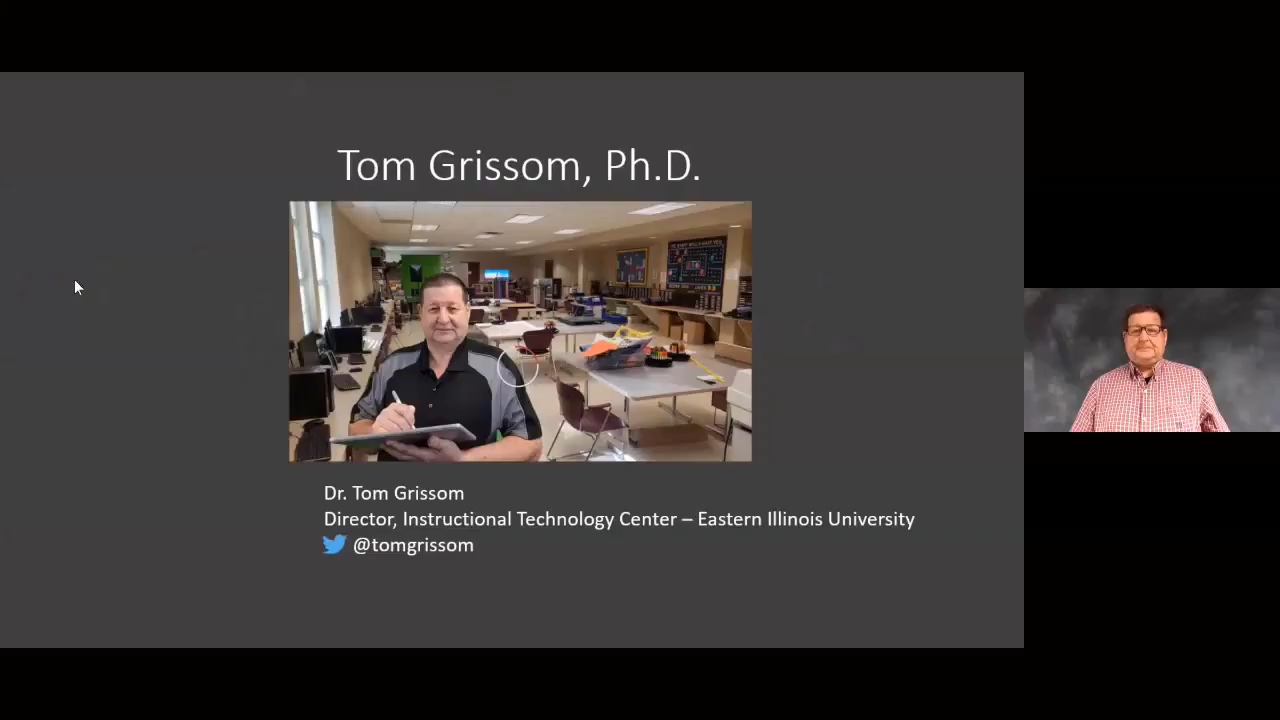 Tom Grissom, Ph.D.
Dr. Tom Grissom
Director, Instructional Technology Center – Eastern Illinois University
@tomgrissom